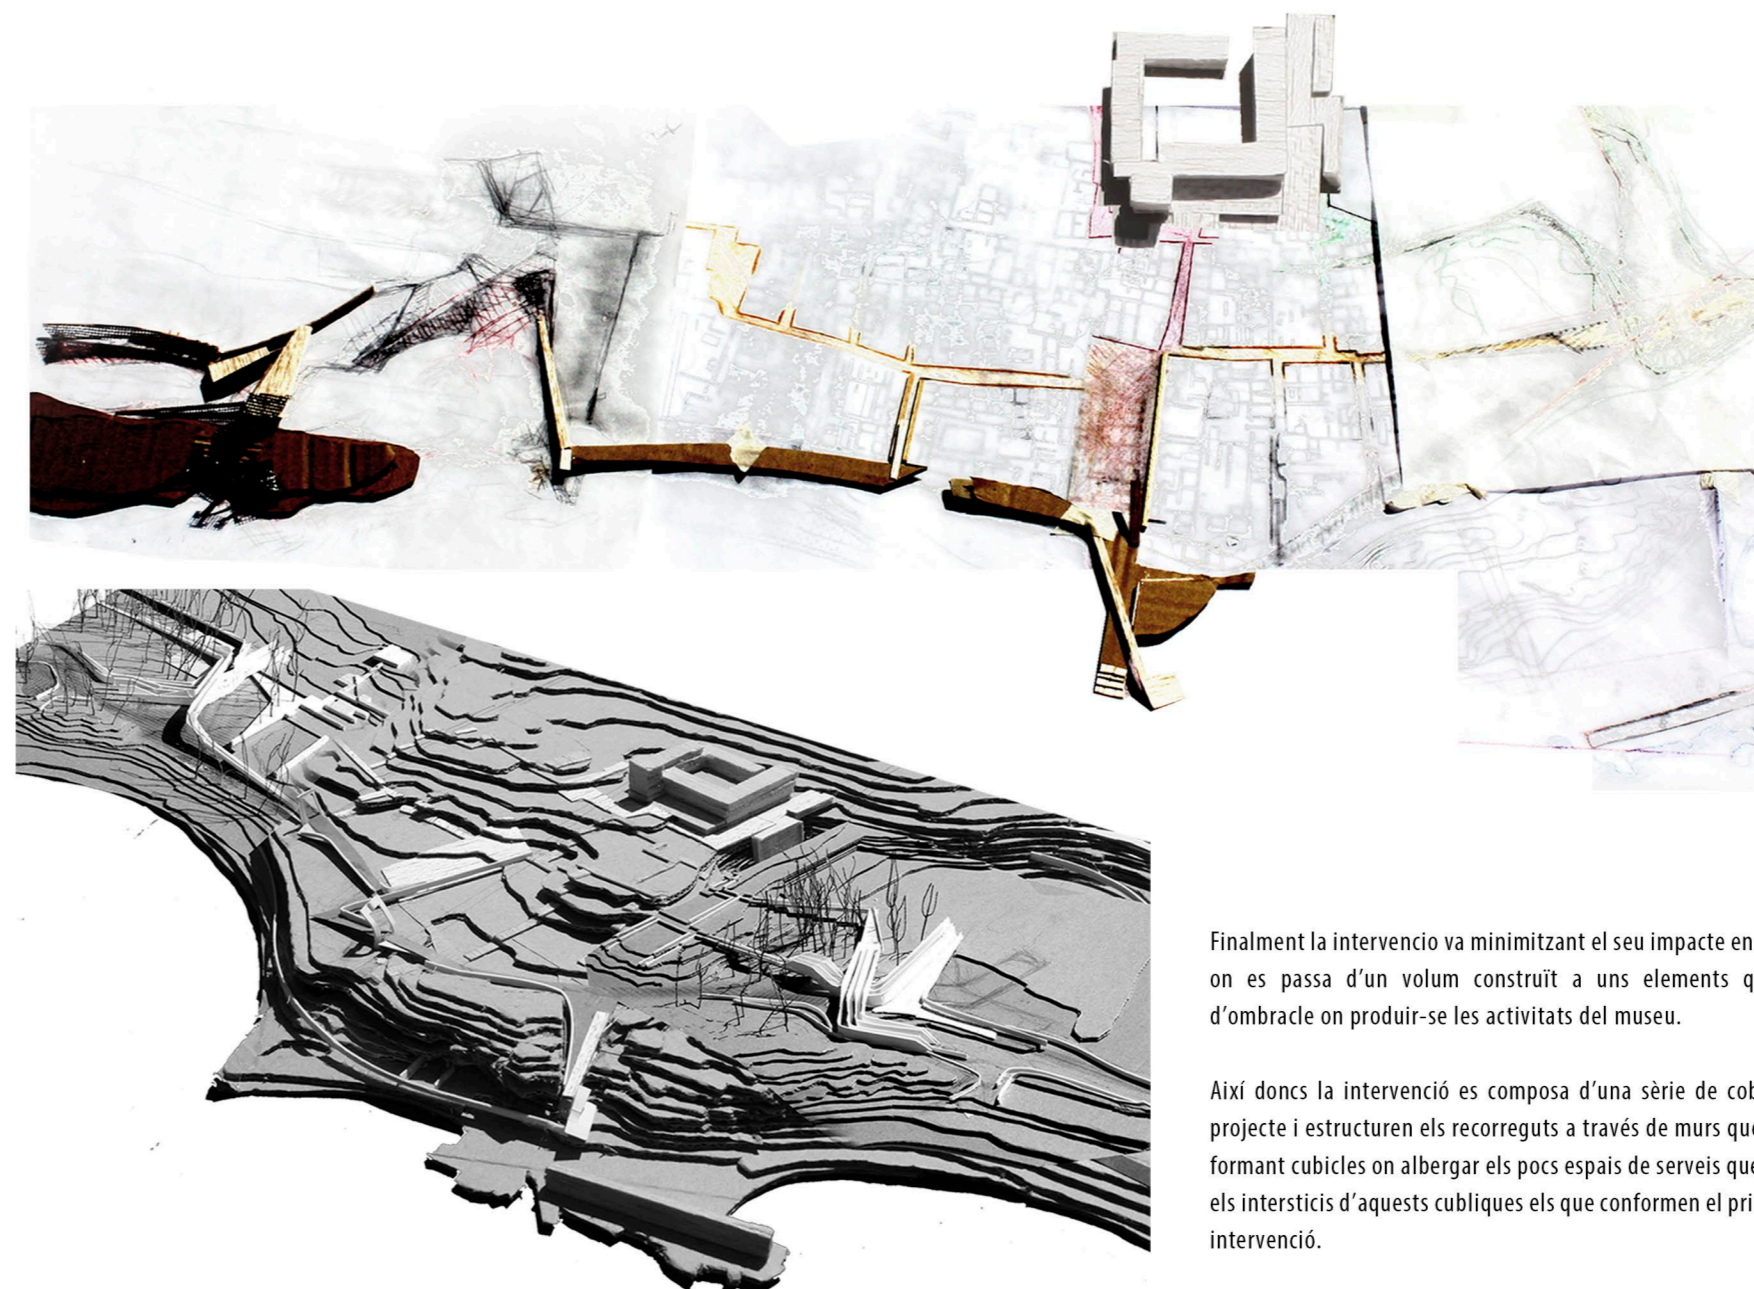 Finalment la intervencio va minimitzant el seu impacte en
on es passa d’un volum construït a uns elements q
d’ombracle on produir-se les activitats del museu.
Així doncs la intervenció es composa d’una sèrie de cob
projecte i estructuren els recorreguts a través de murs que
formant cubicles on albergar els pocs espais de serveis que
els intersticis d’aquests cubliques els que conformen el pri
intervenció.